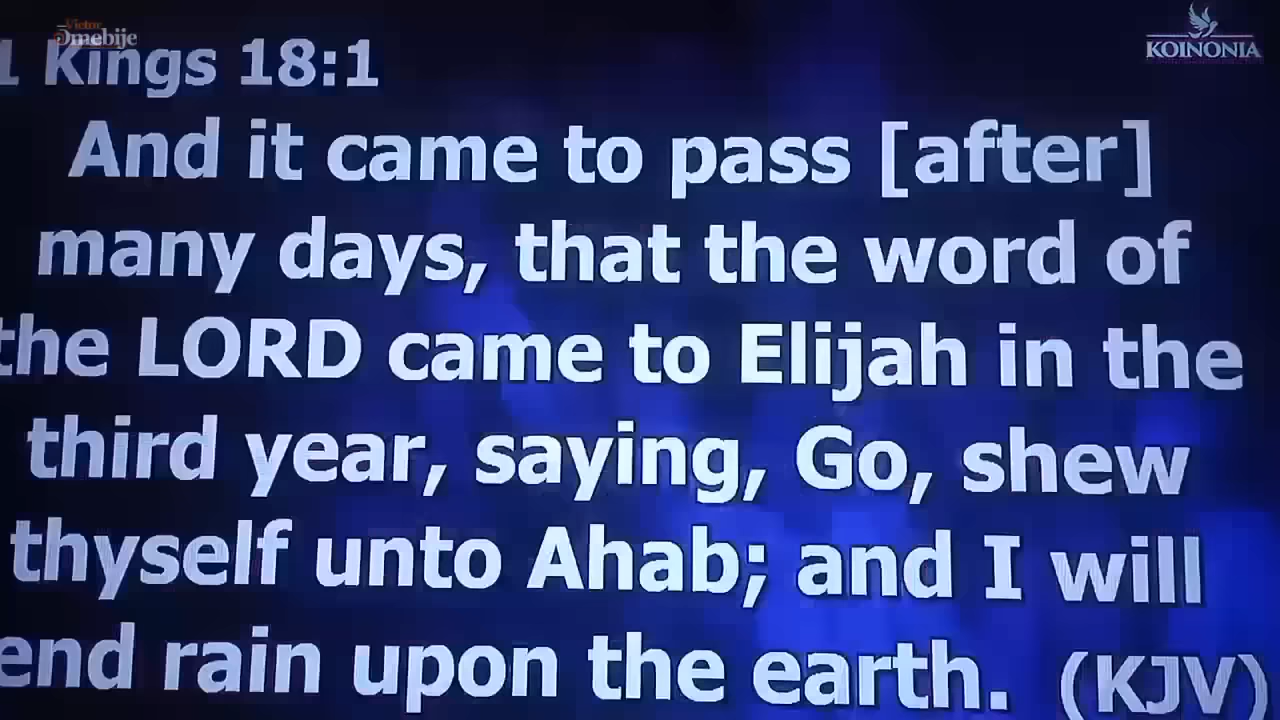 Victor
Omebije
KOINONIA
1 Kings 18:1
And it came to pass [after]
many days, that the word of
the LORD came to Elijah in the
third year, saying, Go, shew
thyself unto Ahab; and I will
end rain upon the earth. (KJV)